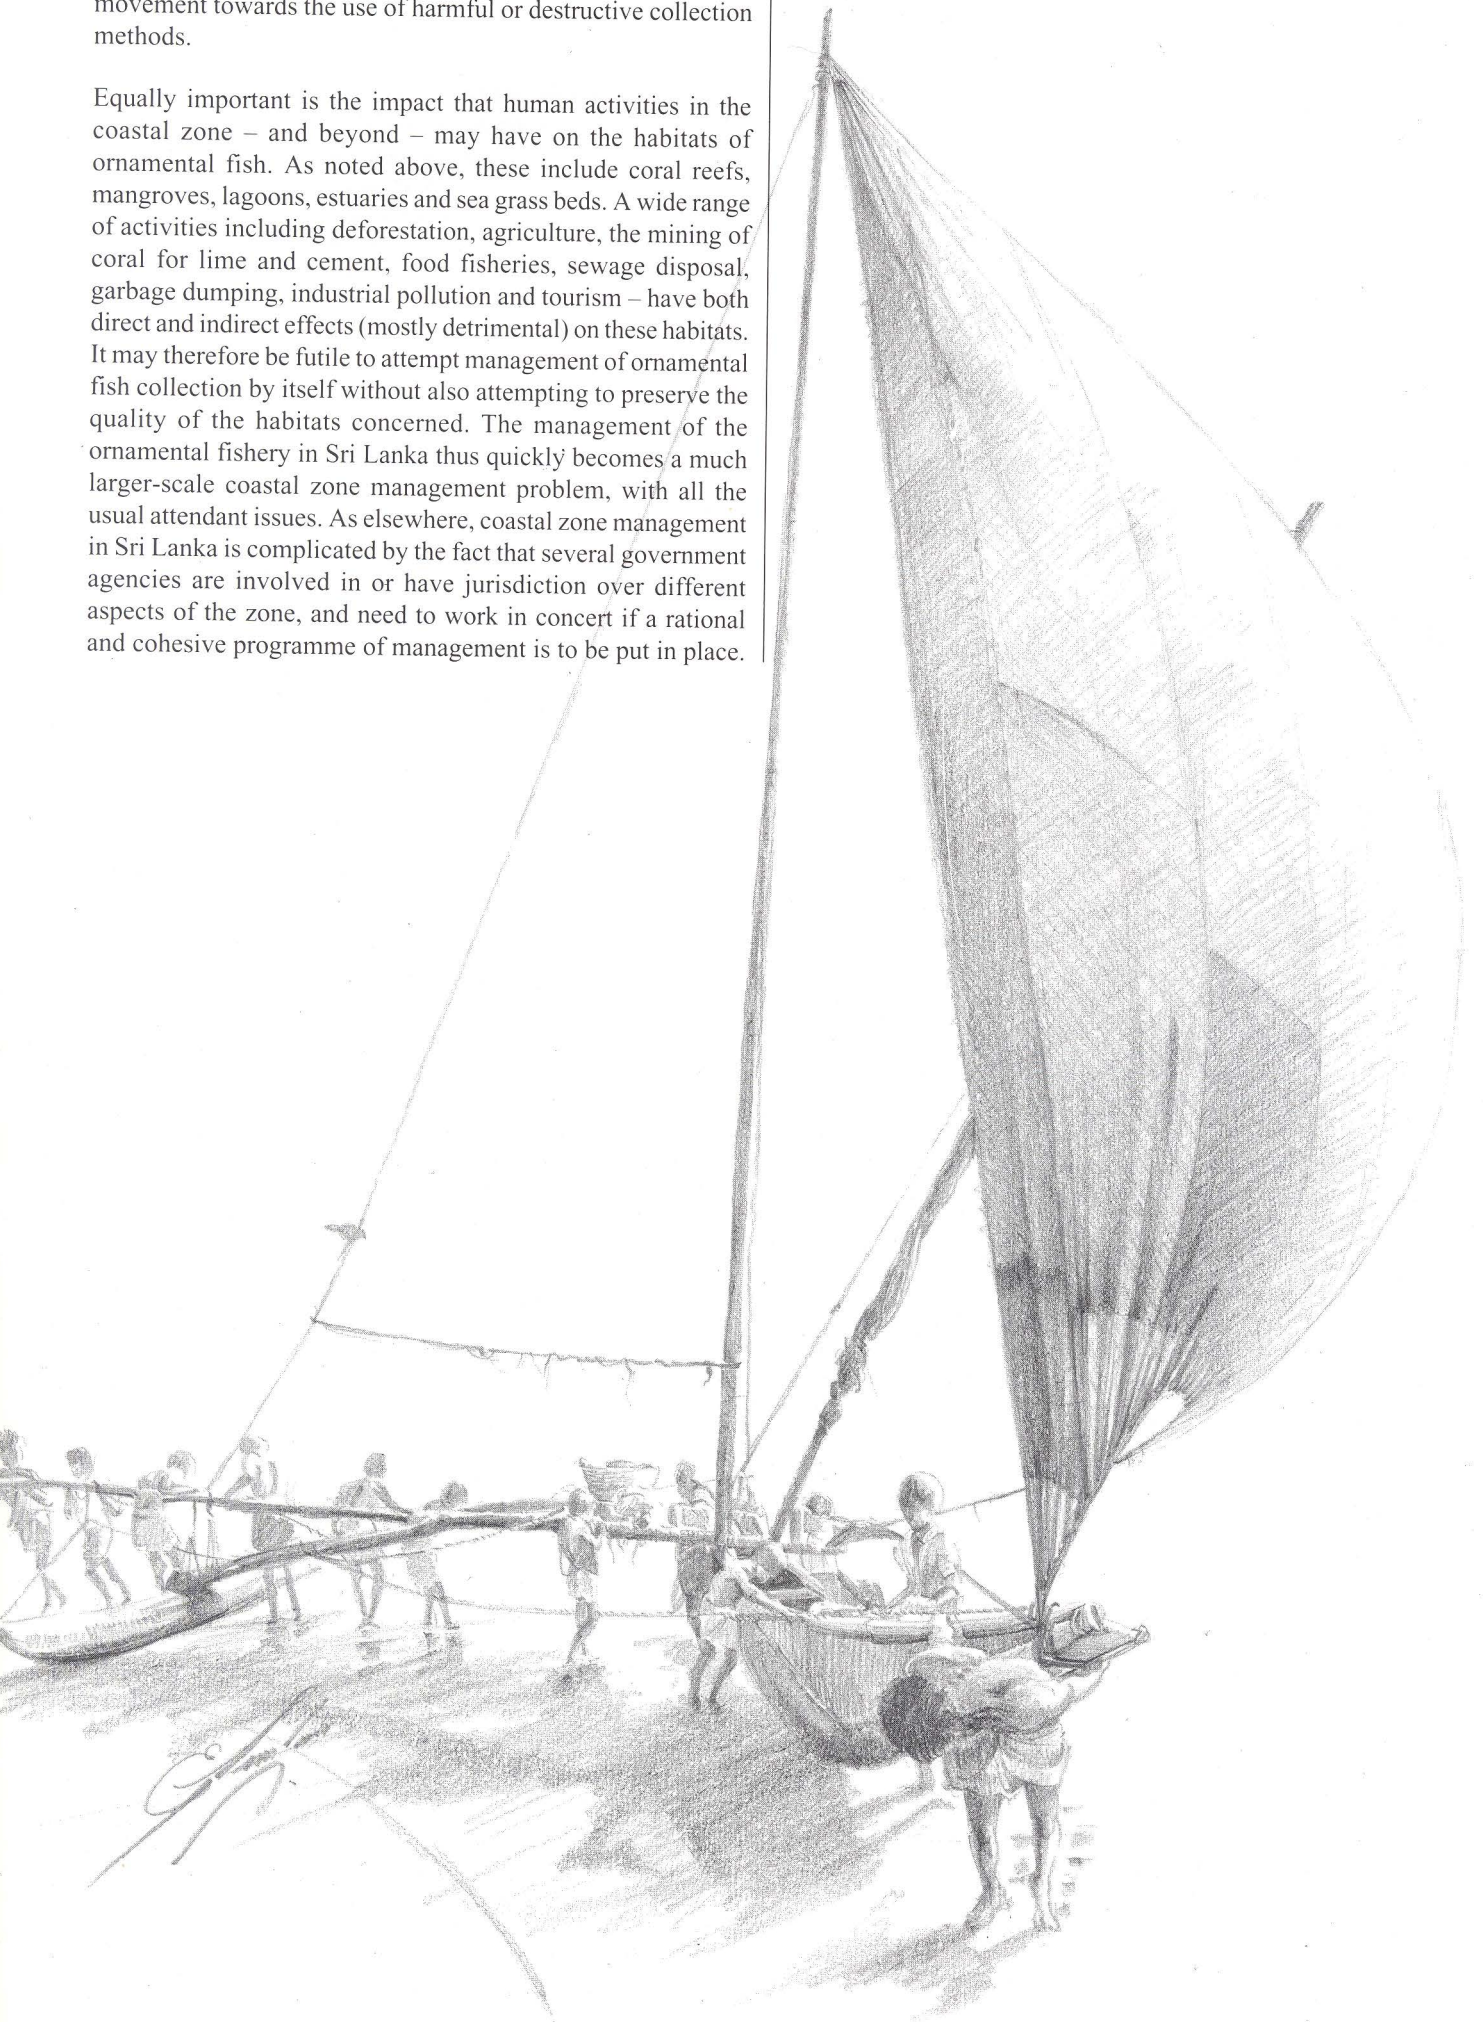 movement towards the use of harmful or destructive collection
methods.
Equally important is the impact that human activities in the
coastal zone – and beyond – may have on the habitats of
ornamental fish. As noted above, these include coral reefs,
mangroves, lagoons, estuaries and sea grass beds. A wide range
of activities including deforestation, agriculture, the mining of
coral for lime and cement, food fisheries, sewage disposal,
garbage dumping, industrial pollution and tourism – have both
direct and indirect effects (mostly detrimental) on these habitats.
It may therefore be futile to attempt management of ornamental
fish collection by itself without also attempting to preserve the
quality of the habitats concerned. The management of the
ornamental fishery in Sri Lanka thus quickly becomes a much
larger-scale coastal zone management problem, with all the
usual attendant issues. As elsewhere, coastal zone management
in Sri Lanka is complicated by the fact that several government
agencies are involved in or have jurisdiction over different
aspects of the zone, and need to work in concert if a rational
and cohesive programme of management is to be put in place.